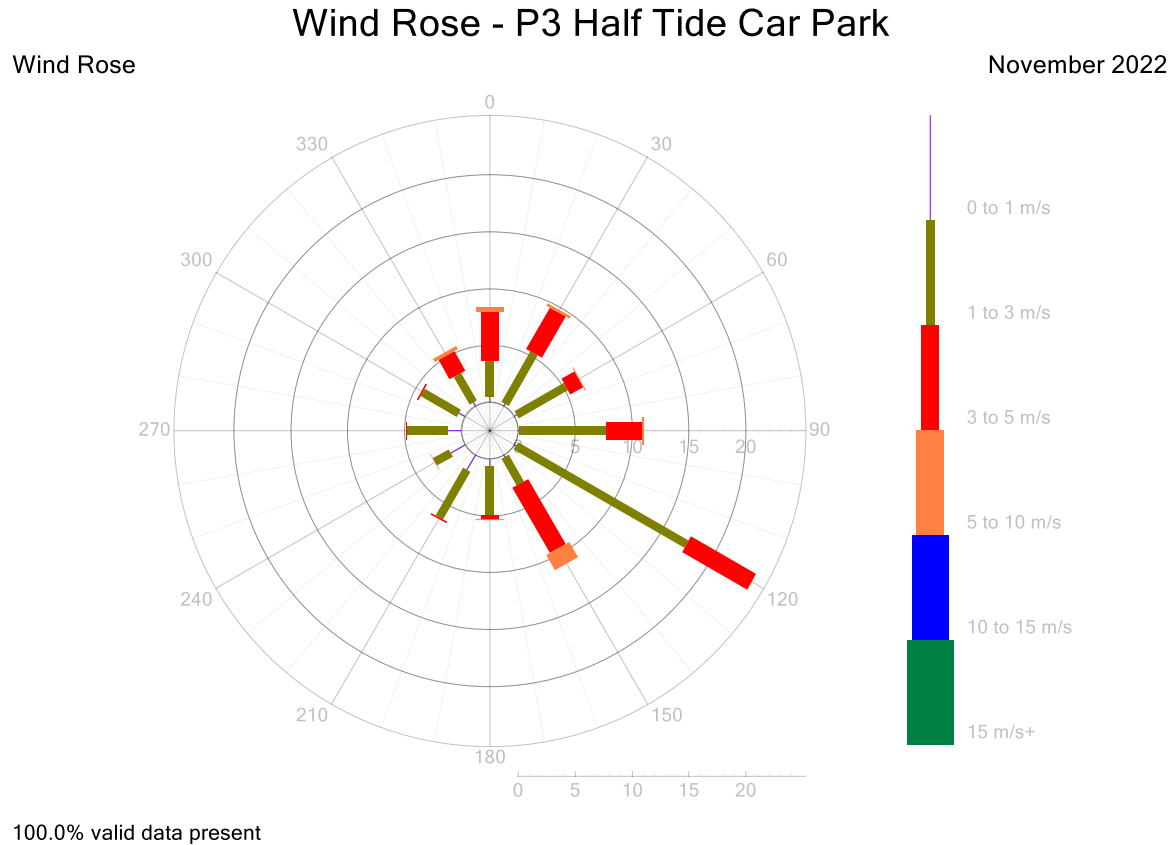 Wind Rose - P3 Half Tide Car Park
Wind Rose
November 2022
0
330
30
300
60
270
90
0 5 10 15 20
240
120
210
150
180
0 5 10 15 20
0 to 1 m/s
1 to 3 m/s
3 to 5 m/s
5 to 10 m/s
10 to 15 m/s
15 m/s+
100.0% valid data present